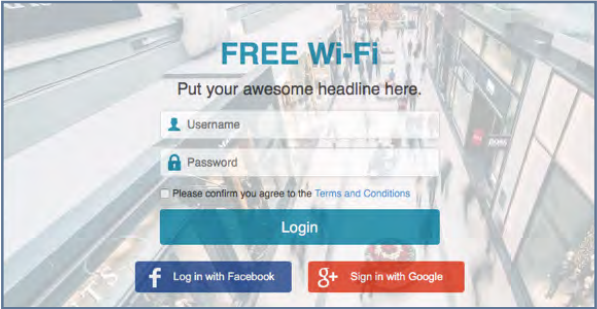 FREE Wi-Fi
Put your awesome headline here.
Username
Password
Please confirm you agree to the Terms and Conditions
Login
f Log in with Facebook
g+ Sign in with Google